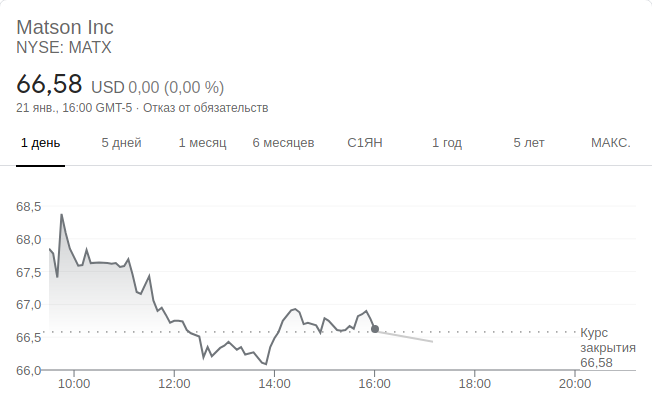 Matson Inc
NYSE: MATX
66,58 USD 0,00 (0,00 %)
21 янв., 16:00 GMT-5 · Отказ от обязательств
1 день 5 дней 1 месяц 6 месяцев С1ЯН 1 год 5 лет МАКС.
68,5
68,0
67,5
67,0
66,5
66,0
Курс
закрытия
66,58
10:00 12:00 14:00 16:00 18:00 20:00